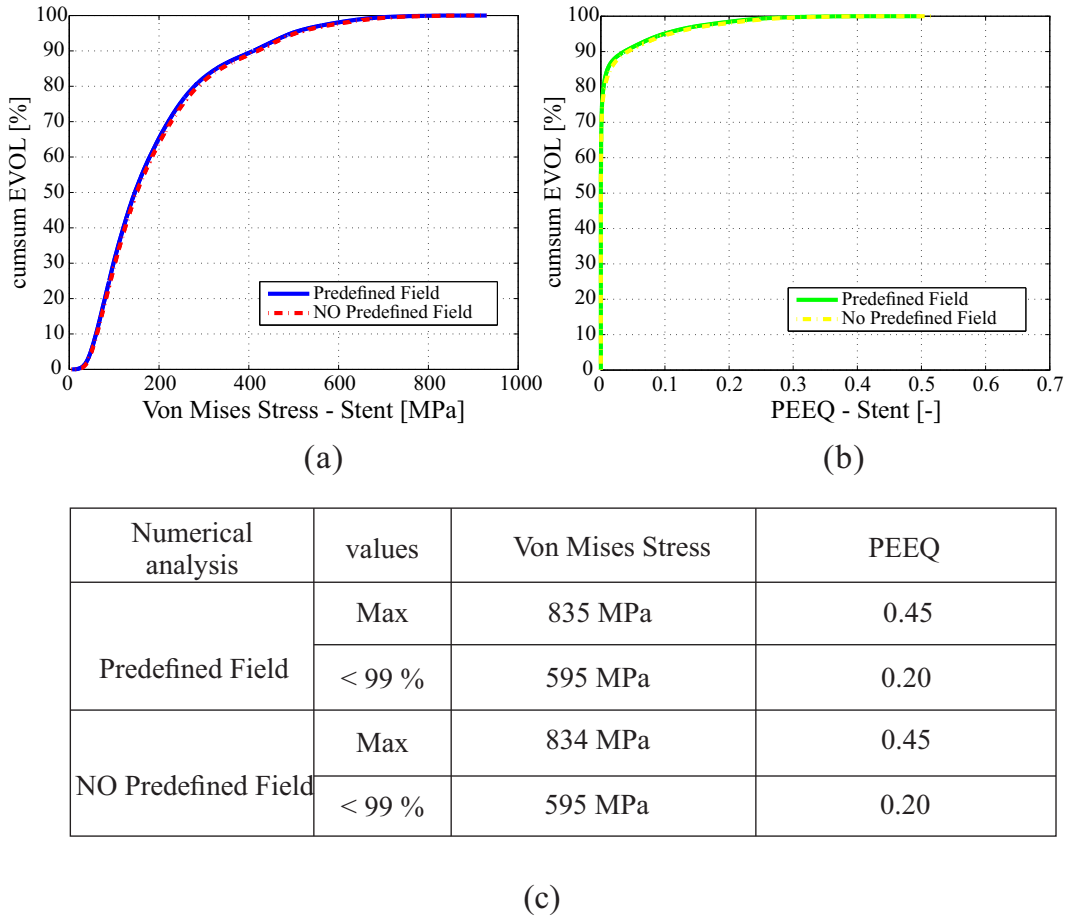 100
90
80
70
60
50
40
30
20
10
0
cumsum EVOL [%]
Predefined Field
NO Predefined Field
0 200 400 600 800 1000
Von Mises Stress - Stent [MPa]
(a)
100
90
80
70
60
50
40
30
20
10
0
cumsum EVOL [%]
Predefined Field
No Predefined Field
0 0.1 0.2 0.3 0.4 0.5 0.6 0.7
PEEQ - Stent [-]
(b)
Numerical analysis values Von Mises Stress PEEQ
Predefined Field Max 835 MPa 0.45
< 99 % 595 MPa 0.20
NO Predefined Field Max 834 MPa 0.45
< 99 % 595 MPa 0.20
(c)